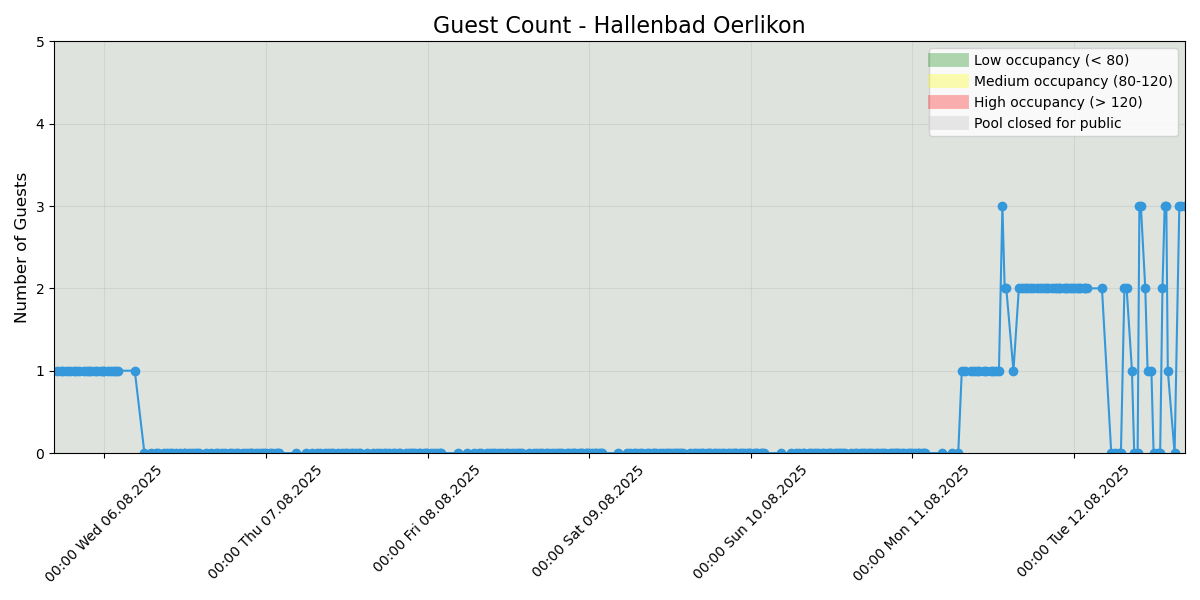 Guest Count - Hallenbad Oerlikon
Low occupancy (< 80)
Medium occupancy (80-120)
High occupancy (> 120)
Pool closed for public
Number of Guests
5
4
3
2
1
0
00:00 Wed 06.08.2025
00:00 Thu 07.08.2025
00:00 Fri 08.08.2025
00:00 Sat 09.08.2025
00:00 Sun 10.08.2025
00:00 Mon 11.08.2025
00:00 Tue 12.08.2025